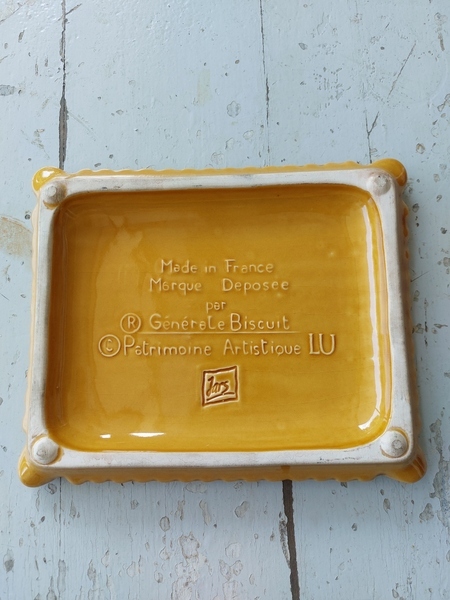 Made in France
Marque Deposee
par
® Générale Biscuit
© Patrimoine Artistique LU
Jars